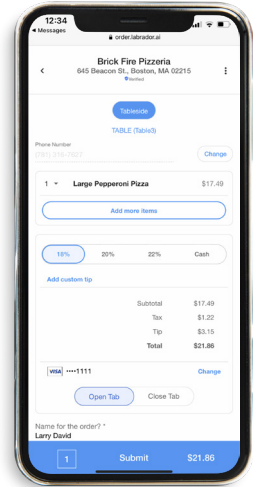 12:34
Messages
order.labrador.ai
Brick Fire Pizzeria
645 Beacon St., Boston, MA 02215
Verified
Tableside
TABLE (Table3)
Phone Number
Change
1 Large Pepperoni Pizza $17.49
Add more items
18% 20% 22% Cash
Add custom tip
Subtotal $17.49
Tax $1.22
Tip $3.15
Total $21.86
VISA ••••1111 Change
Open Tab Close Tab
Name for the order? *
Larry David
1 Submit $21.86